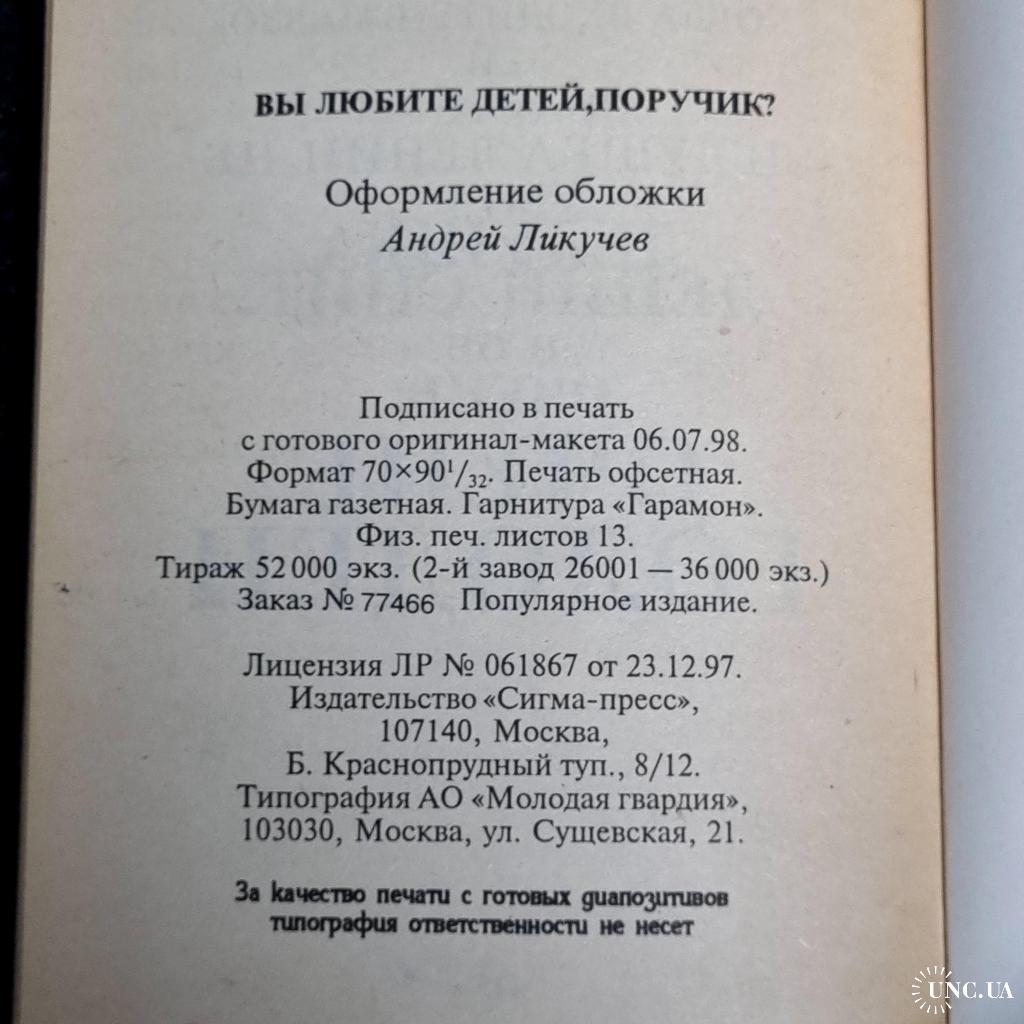 ВЫ ЛЮБИТЕ ДЕТЕЙ,ПОРУЧИК?
Оформление обложки
Андрей Ликучев
Подписано в печать
с готового оригинал-макета 06.07.98.
Формат 70×90¹/₃₂. Печать офсетная.
Бумага газетная. Гарнитура «Гарамон».
Физ. печ. листов 13.
Тираж 52 000 экз. (2-й завод 26001 — 36 000 экз.)
Заказ № 77466 Популярное издание.
Лицензия ЛР № 061867 от 23.12.97.
Издательство «Сигма-пресс»,
107140, Москва,
Б. Краснопрудный туп., 8/12.
Типография АО «Молодая гвардия»,
103030, Москва, ул. Сущевская, 21.
За качество печати с готовых диапозитивов
типография ответственности не несет
UNC.UA